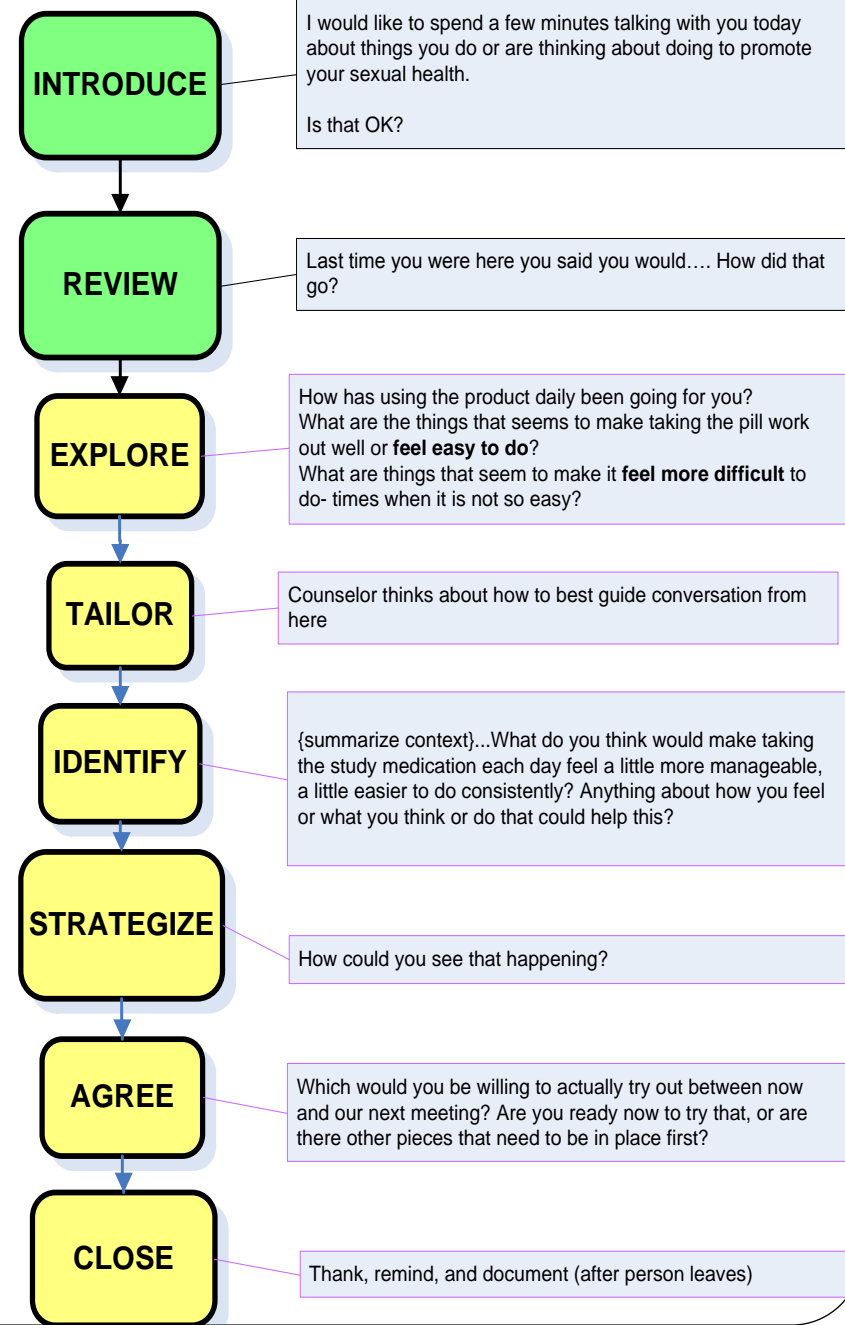 INTRODUCE
I would like to spend a few minutes talking with you today
about things you do or are thinking about doing to promote
your sexual health.
Is that OK?
REVIEW
Last time you were here you said you would…. How did that
go?
EXPLORE
How has using the product daily been going for you?
What are the things that seems to make taking the pill work
out well or feel easy to do?
What are things that seem to make it feel more difficult to
do- times when it is not so easy?
TAILOR
Counselor thinks about how to best guide conversation from
here
IDENTIFY
{summarize context}...What do you think would make taking
the study medication each day feel a little more manageable,
a little easier to do consistently? Anything about how you feel
or what you think or do that could help this?
STRATEGIZE
How could you see that happening?
AGREE
Which would you be willing to actually try out between now
and our next meeting? Are you ready now to try that, or are
there other pieces that need to be in place first?
CLOSE
Thank, remind, and document (after person leaves)